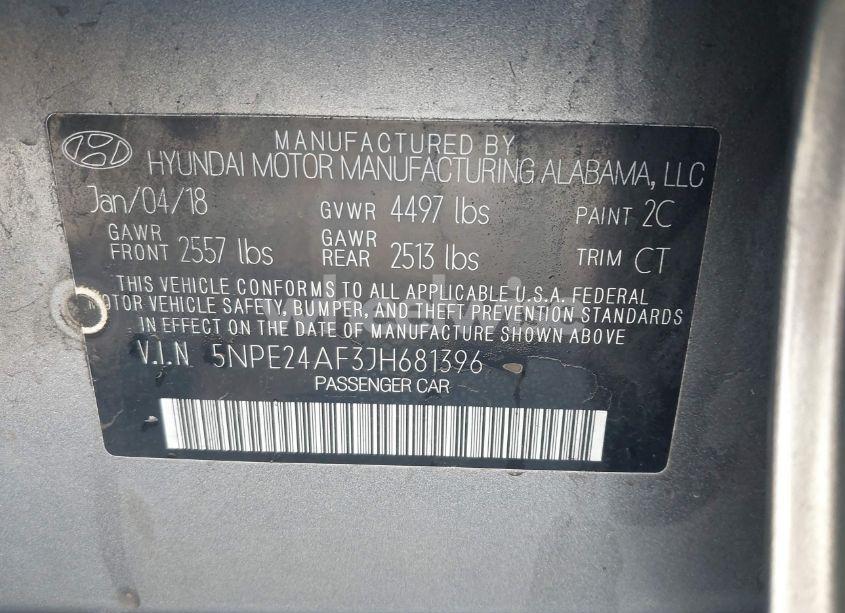 MANUFACTURED BY
HYUNDAI MOTOR MANUFACTURING ALABAMA, LLC
Jan/04/18 GVWR 4497 lbs PAINT 2C
GAWR FRONT 2557 lbs GAWR REAR 2513 lbs TRIM CT
THIS VEHICLE CONFORMS TO ALL APPLICABLE U.S.A. FEDERAL
MOTOR VEHICLE SAFETY, BUMPER, AND THEFT PREVENTION STANDARDS
IN EFFECT ON THE DATE OF MANUFACTURE SHOWN ABOVE
V.I.N 5NPE24AF3JH681396
PASSENGER CAR